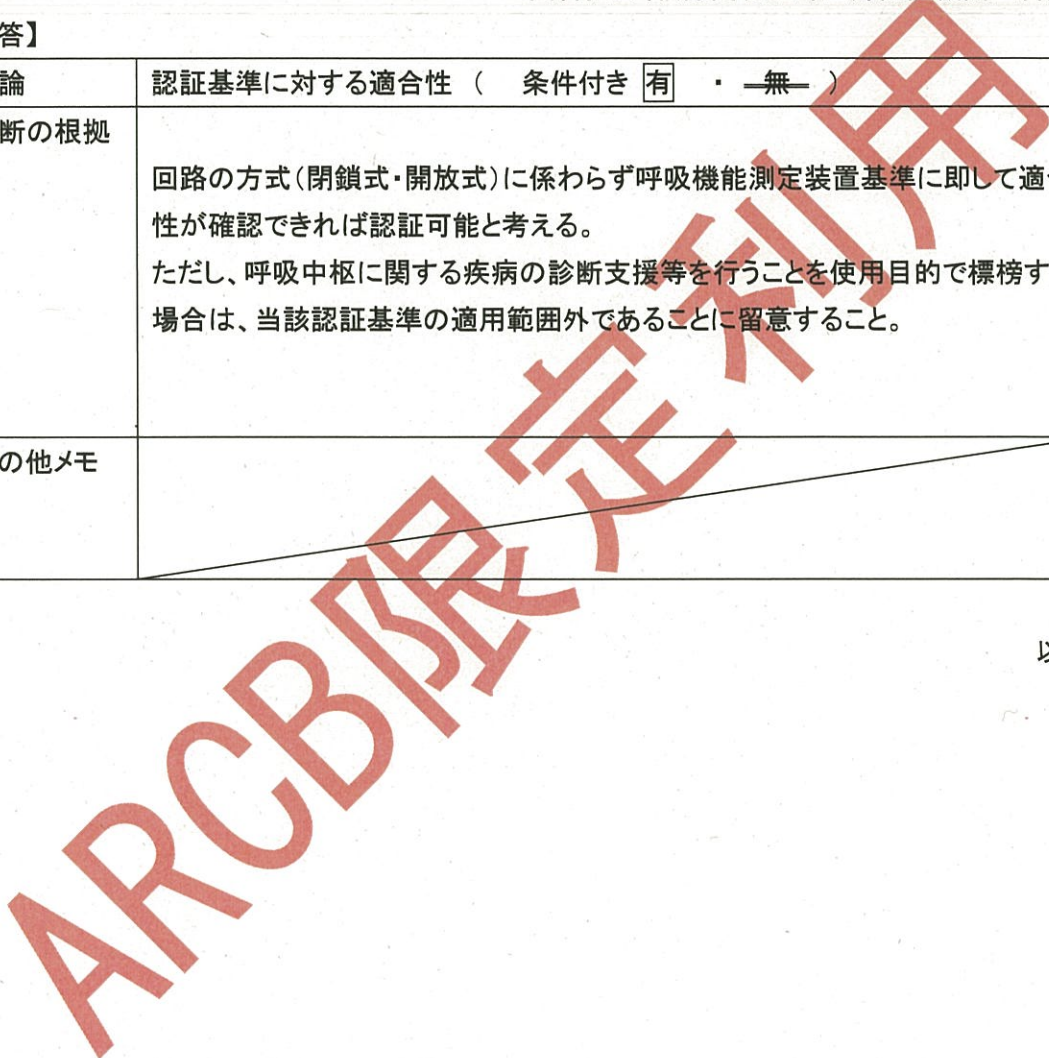 答】
論 認証基準に対する適合性 （ 条件付き 有 ・ 無 ）
断の根拠
回路の方式(閉鎖式・開放式)に係わらず呼吸機能測定装置基準に即して適
性が確認できれば認証可能と考える。
ただし、呼吸中枢に関する疾病の診断支援等を行うことを使用目的で標榜す
場合は、当該認証基準の適用範囲外であることに留意すること。
の他メモ
ARCB限定利用